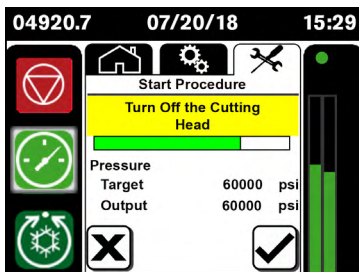 04920.7 07/20/18 15:29
Start Procedure
Turn Off the Cutting
Head
Pressure
Target 60000 psi
Output 60000 psi